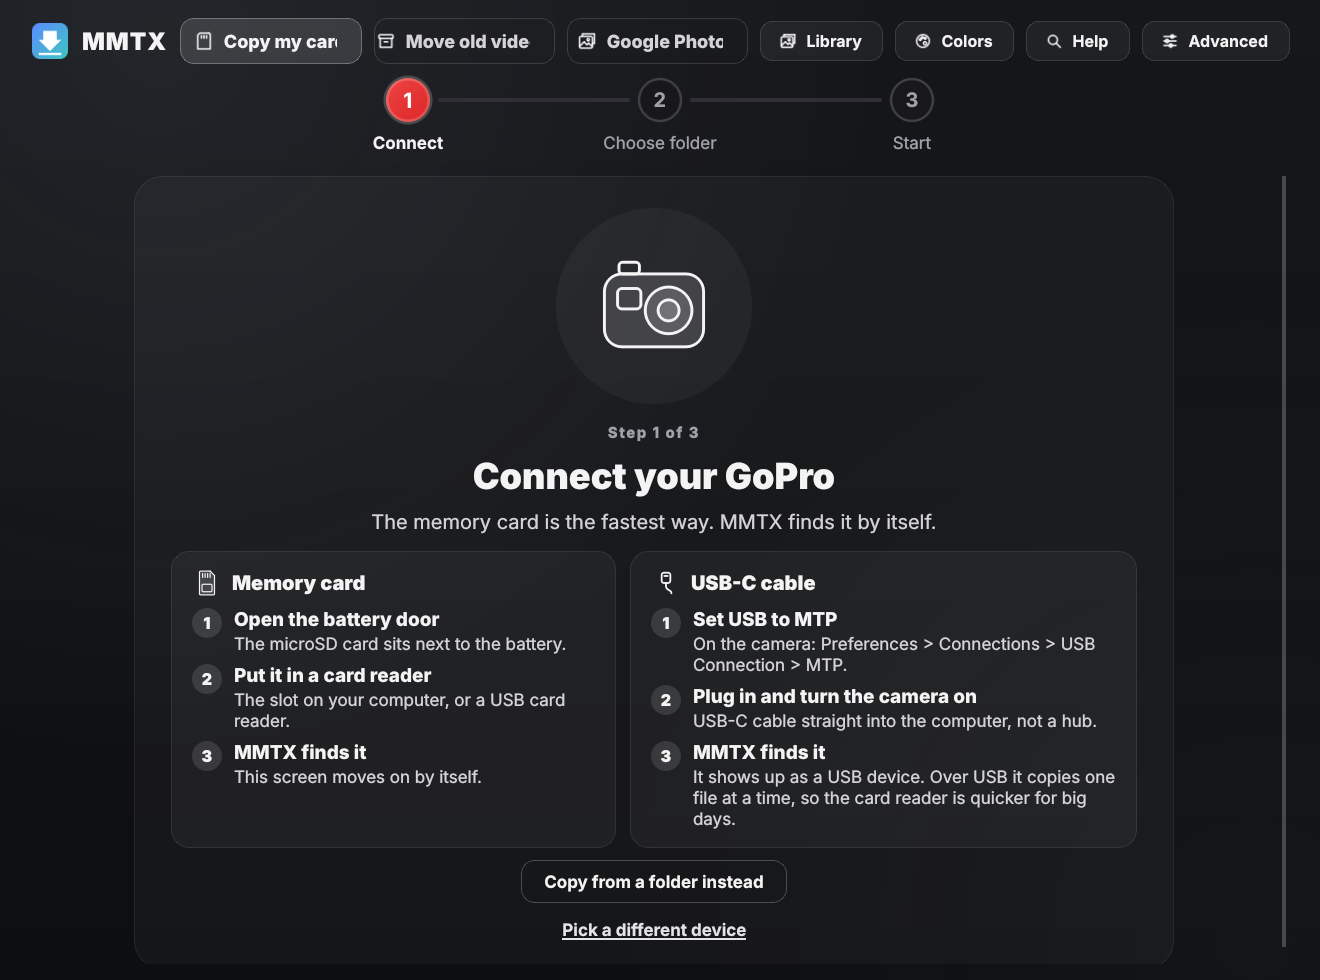 MMTX
Copy my car
Move old vide
Google Photo
Library
Colors
Help
Advanced
1
2
3
Connect
Choose folder
Start
Step 1 of 3
Connect your GoPro
The memory card is the fastest way. MMTX finds it by itself.
Memory card
1
Open the battery door
The microSD card sits next to the battery.
2
Put it in a card reader
The slot on your computer, or a USB card
reader.
3
MMTX finds it
This screen moves on by itself.
USB-C cable
1
Set USB to MTP
On the camera: Preferences > Connections > USB
Connection > MTP.
2
Plug in and turn the camera on
USB-C cable straight into the computer, not a hub.
3
MMTX finds it
It shows up as a USB device. Over USB it copies one
file at a time, so the card reader is quicker for big
days.
Copy from a folder instead
Pick a different device